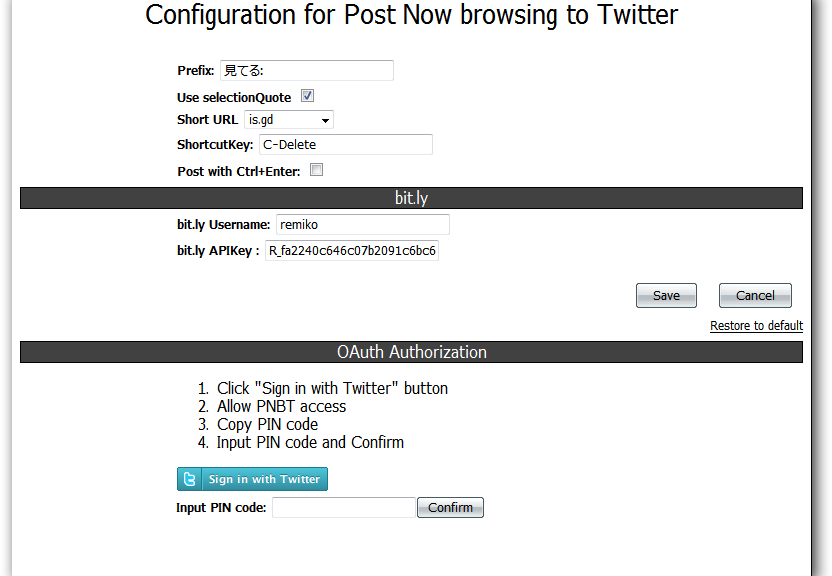 Configuration for Post Now browsing to Twitter
Prefix: 見てる:
Use selectionQuote
Short URL is.gd
ShortcutKey: C-Delete
Post with Ctrl+Enter:
bit.ly
bit.ly Username: remiko
bit.ly APIKey : R_fa2240c646c07b2091c6bc6
Save Cancel
Restore to default
OAuth Authorization
1. Click "Sign in with Twitter" button
2. Allow PNBT access
3. Copy PIN code
4. Input PIN code and Confirm
Sign in with Twitter
Input PIN code: Confirm